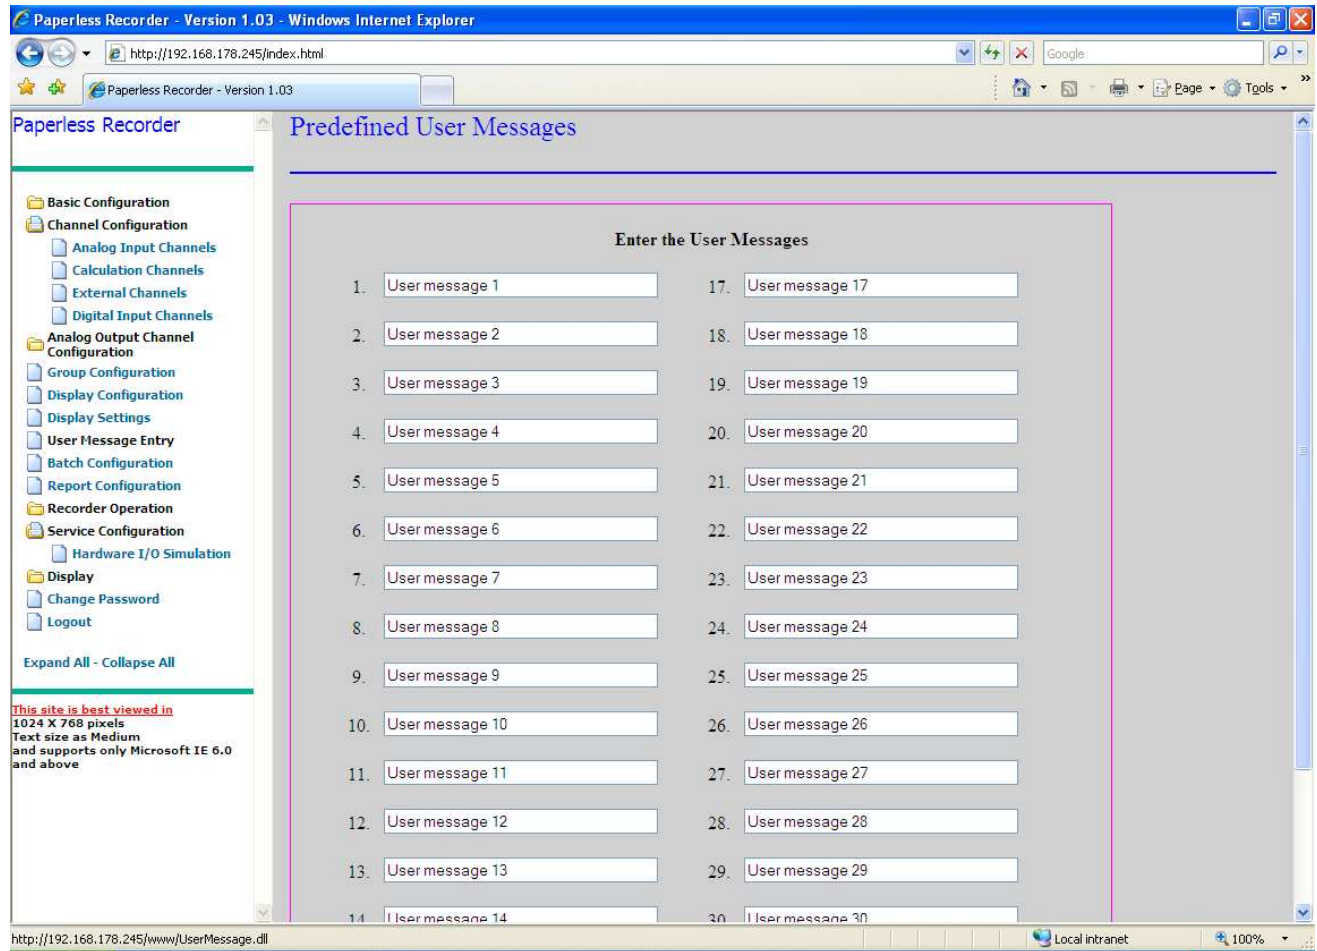 Paperless Recorder - Version 1.03 - Windows Internet Explorer
http://192.168.178.245/index.html
Google
Paperless Recorder - Version 1.03
Page
Tools
»
Paperless Recorder
Basic Configuration
Channel Configuration
Analog Input Channels
Calculation Channels
External Channels
Digital Input Channels
Analog Output Channel
Configuration
Group Configuration
Display Configuration
Display Settings
User Message Entry
Batch Configuration
Report Configuration
Recorder Operation
Service Configuration
Hardware I/O Simulation
Display
Change Password
Logout
Expand All - Collapse All
This site is best viewed in
1024 X 768 pixels
Text size as Medium
and supports only Microsoft IE 6.0
and above
Predefined User Messages
Enter the User Messages
1. User message 1
2. User message 2
3. User message 3
4. User message 4
5. User message 5
6. User message 6
7. User message 7
8. User message 8
9. User message 9
10. User message 10
11. User message 11
12. User message 12
13. User message 13
14. User message 14
17. User message 17
18. User message 18
19. User message 19
20. User message 20
21. User message 21
22. User message 22
23. User message 23
24. User message 24
25. User message 25
26. User message 26
27. User message 27
28. User message 28
29. User message 29
30. User message 30
http://192.168.178.245/www/UserMessage.dll
Local intranet
100%